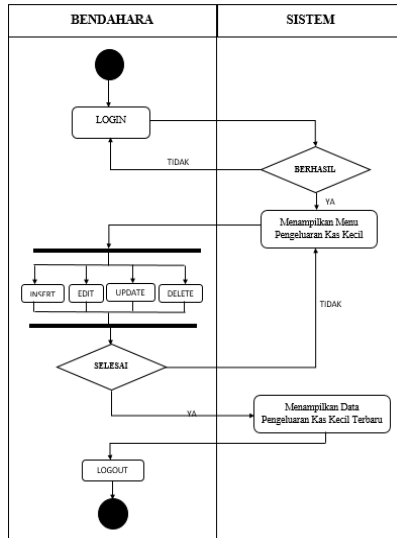 BENDAHARA
SISTEM
LOGIN
TIDAK
BERHASIL
YA
Menampilkan Menu
Pengeluaran Kas Kecil
INSERT
EDIT
UPDATE
DELETE
TIDAK
SELESAI
YA
Menampilkan Data
Pengeluaran Kas Kecil Terbaru
LOGOUT